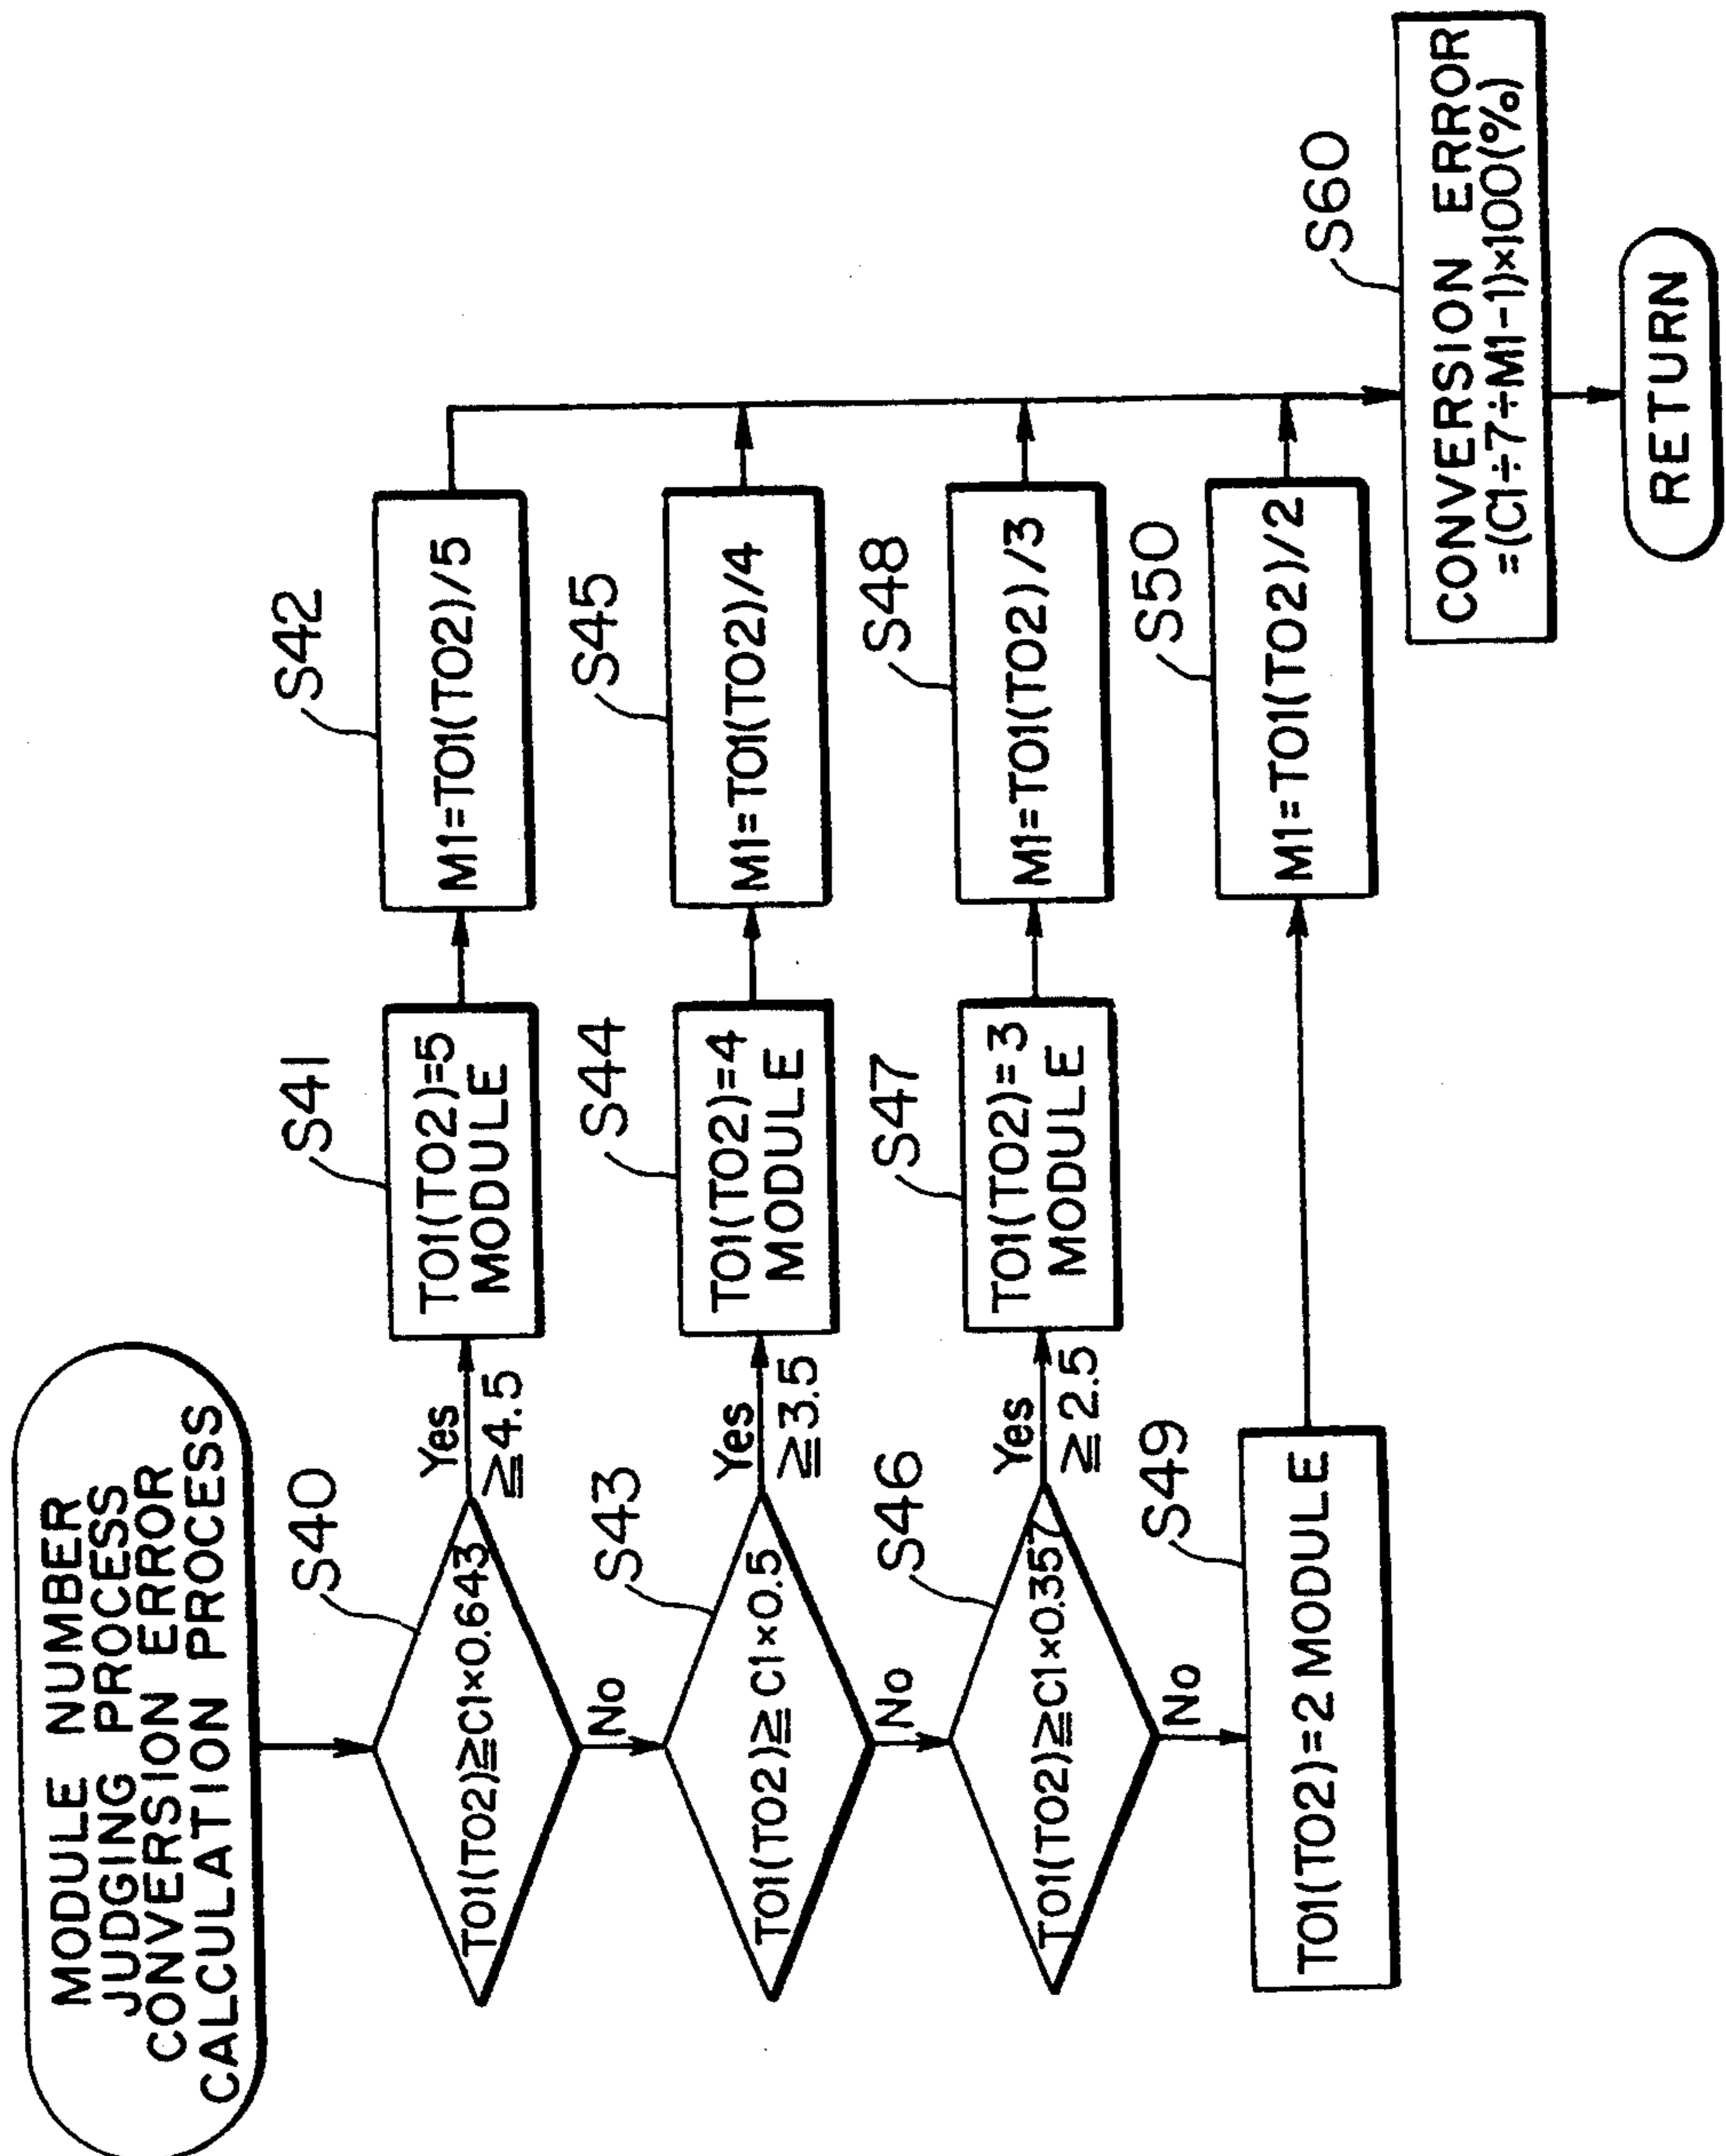 MODULE NUMBER
JUDGING PROCESS
CONVERSION ERROR
CALCULATION PROCESS
S40
TO1(TO2)≧C1×0.643
Yes
≧4.5
No
S41
TO1(TO2)=5
MODULE
S42
M1=TO1(TO2)/5
S43
TO1(TO2)≧C1×0.5
Yes
≧3.5
No
S44
TO1(TO2)=4
MODULE
S45
M1=TO1(TO2)/4
S46
TO1(TO2)≧C1×0.357
Yes
≧2.5
No
S47
TO1(TO2)=3
MODULE
S48
M1=TO1(TO2)/3
S49
TO1(TO2)=2 MODULE
S50
M1=TO1(TO2)/2
S60
CONVERSION ERROR
=(C1÷7÷M1-1)×100(%)
RETURN